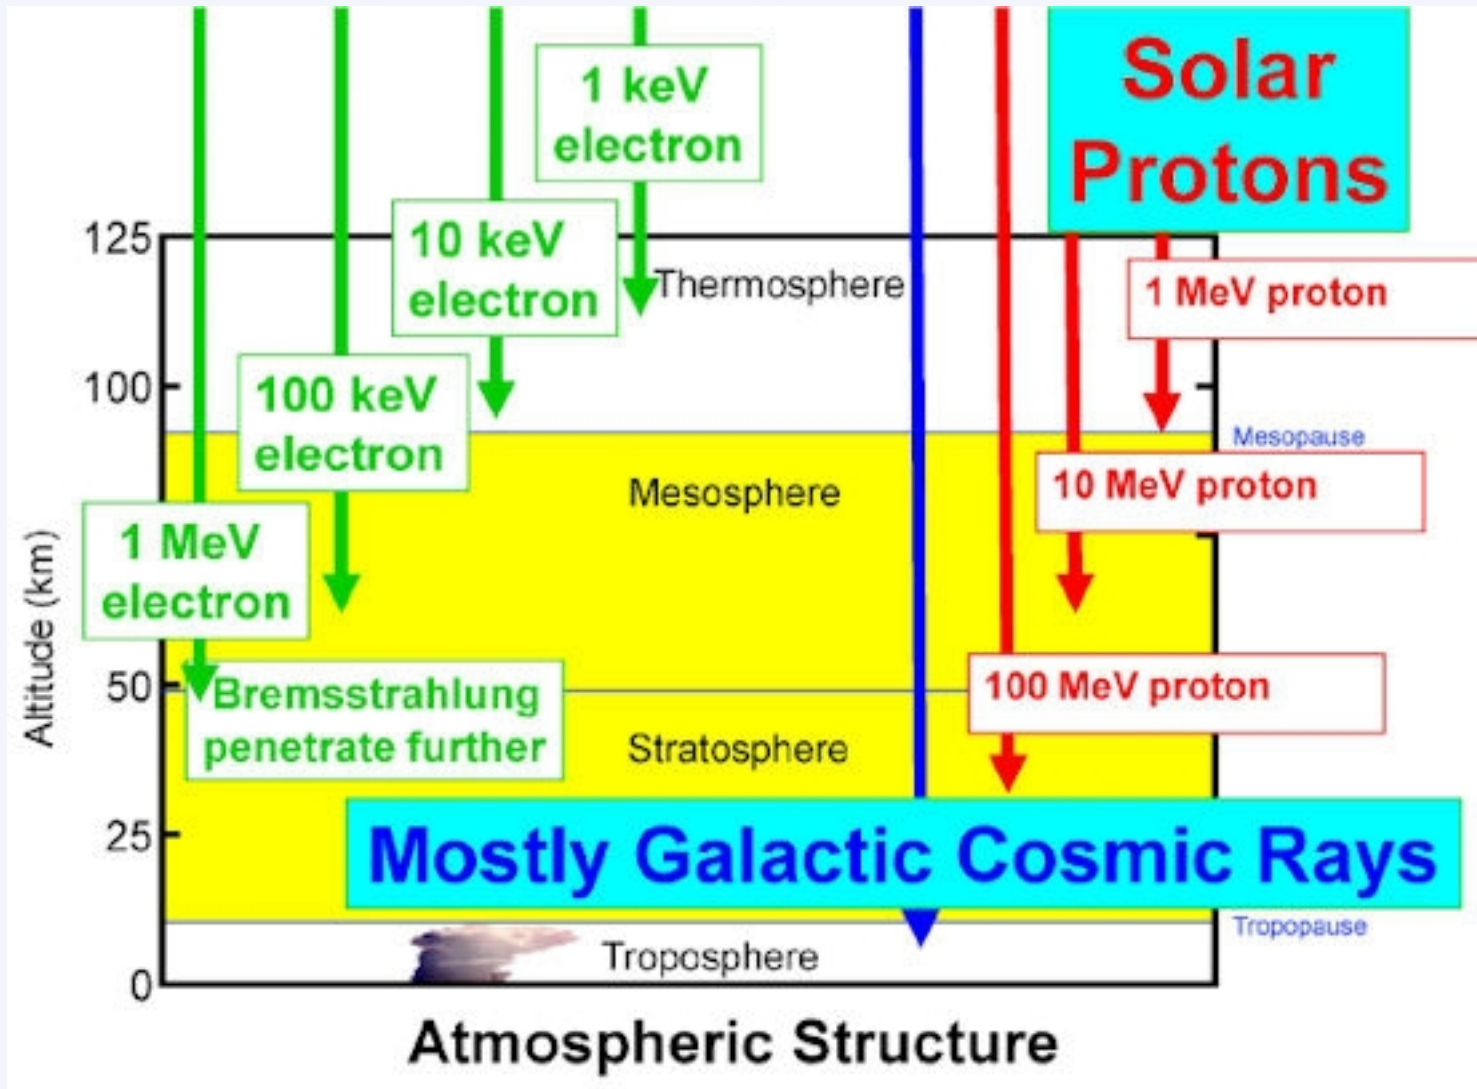 1 keV
electron
Solar
Protons
125
10 keV
electron
Thermosphere
1 MeV proton
100
100 keV
electron
Mesopause
Mesosphere
10 MeV proton
1 MeV
electron
Altitude (km)
50
Bremsstrahlung
penetrate further
100 MeV proton
Stratosphere
25
Mostly Galactic Cosmic Rays
Tropopause
Troposphere
0
Atmospheric Structure